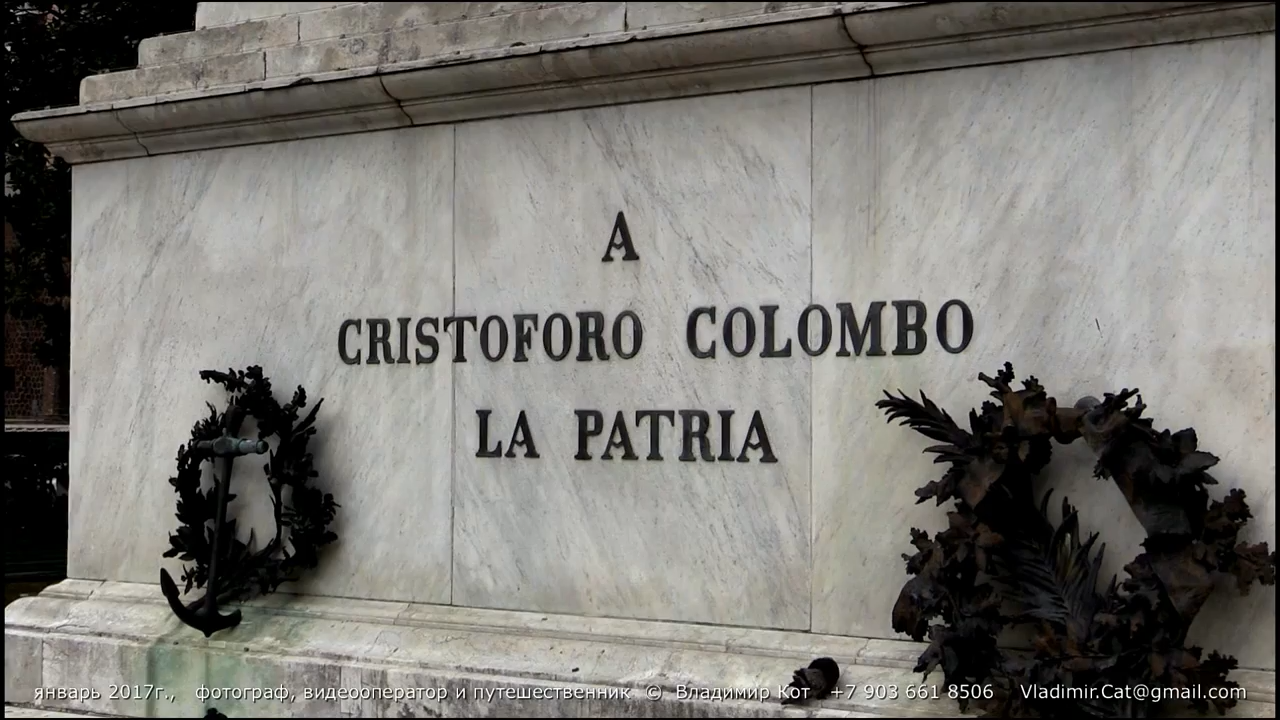 A
CRISTOFORO COLOMBO
LA PATRIA
январь 2017г., фотограф, видеооператор и путешественник © Владимир Кот +7 903 661 8506 Vladimir.Cat@gmail.com